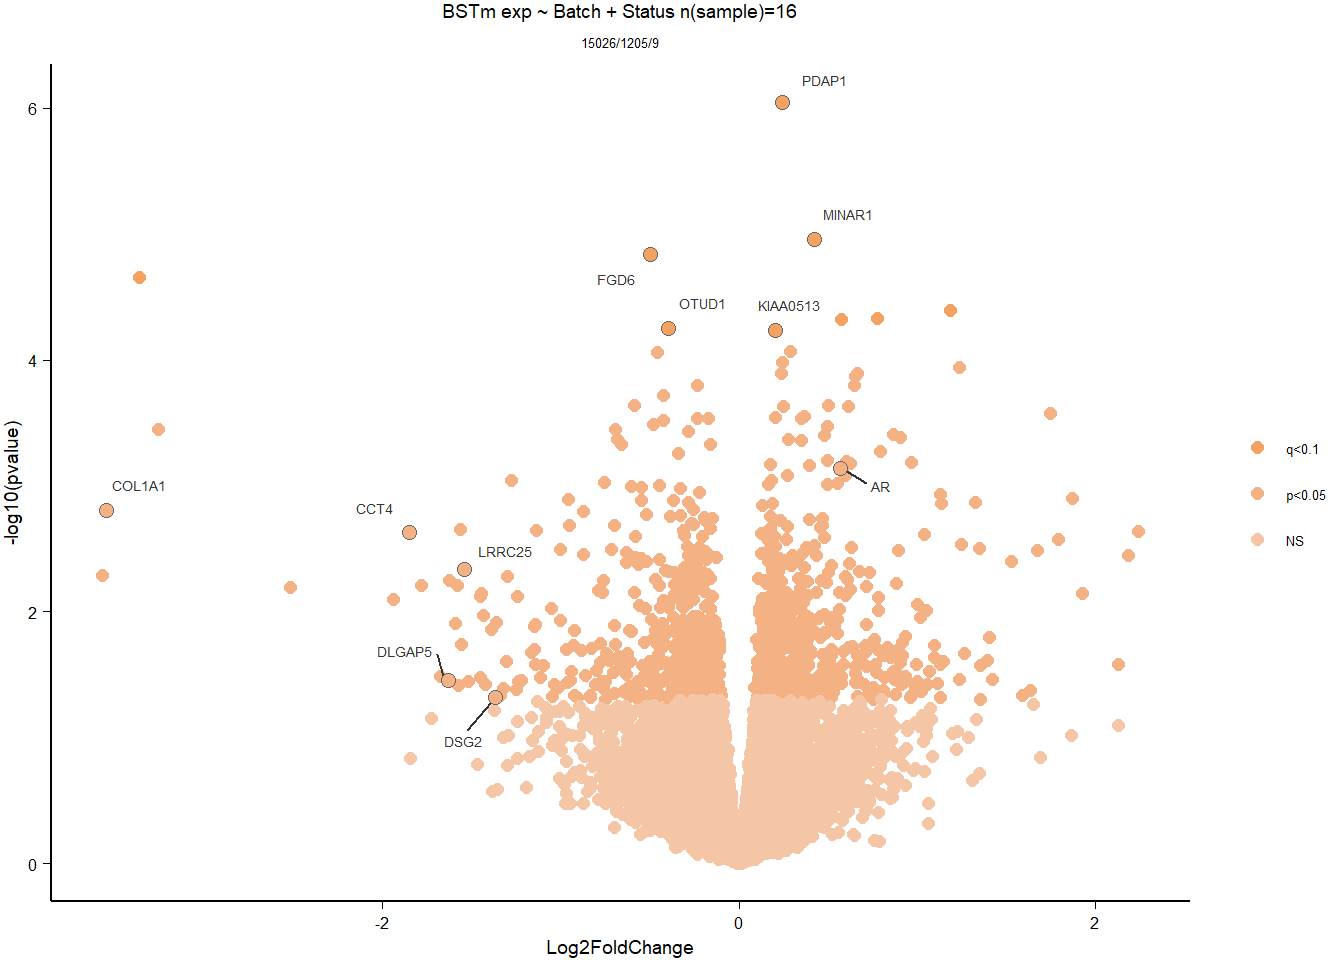 BSTm exp ~ Batch + Status n(sample)=16
15026/1205/9
PDAP1
6
MINAR1
FGD6
OTUD1
KIAA0513
4
-log10(pvalue)
q<0.1
COL1A1
AR
p<0.05
CCT4
LRRC25
NS
2
DLGAP5
DSG2
0
-2
0
2
Log2FoldChange